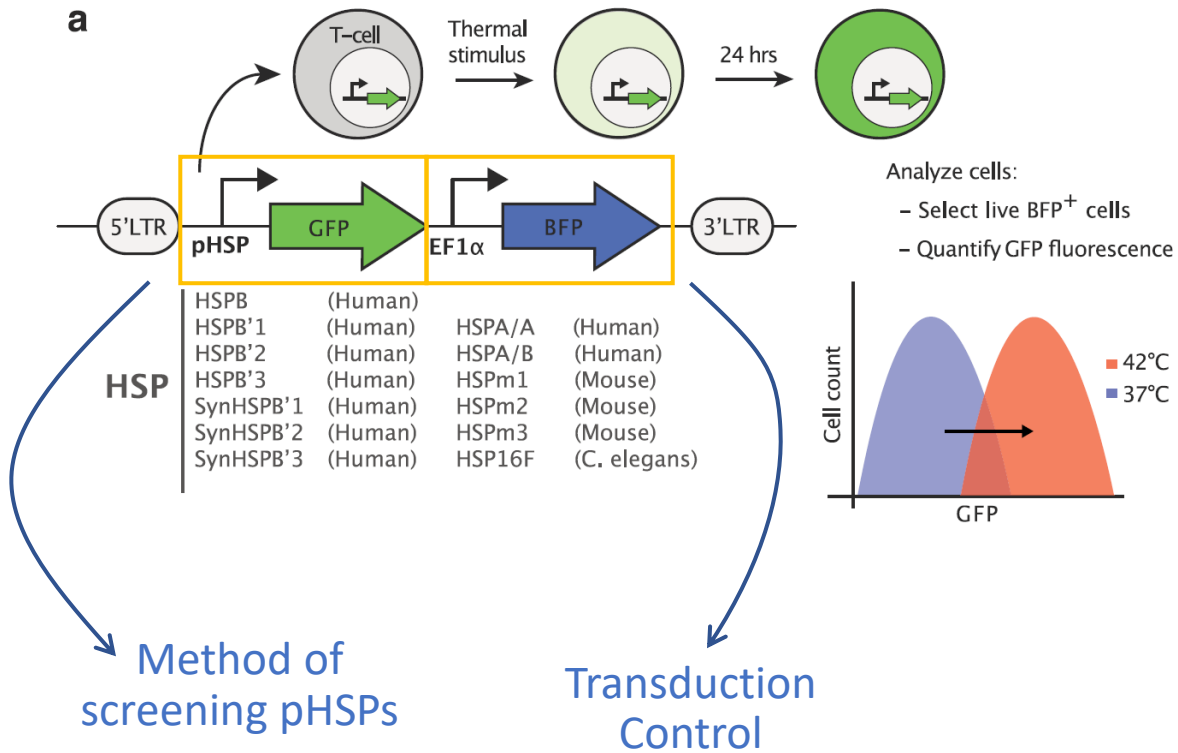 a
T-cell
Thermal
stimulus
24 hrs
5'LTR
pHSP
GFP
EF1α
BFP
3'LTR
Analyze cells:
– Select live BFP+ cells
– Quantify GFP fluorescence
HSP
HSPB (Human)
HSPB'1 (Human) HSPA/A (Human)
HSPB'2 (Human) HSPA/B (Human)
HSPB'3 (Human) HSPm1 (Mouse)
SynHSPB'1 (Human) HSPm2 (Mouse)
SynHSPB'2 (Human) HSPm3 (Mouse)
SynHSPB'3 (Human) HSP16F (C. elegans)
Cell count
GFP
42°C
37°C
Method of
screening pHSPs
Transduction
Control